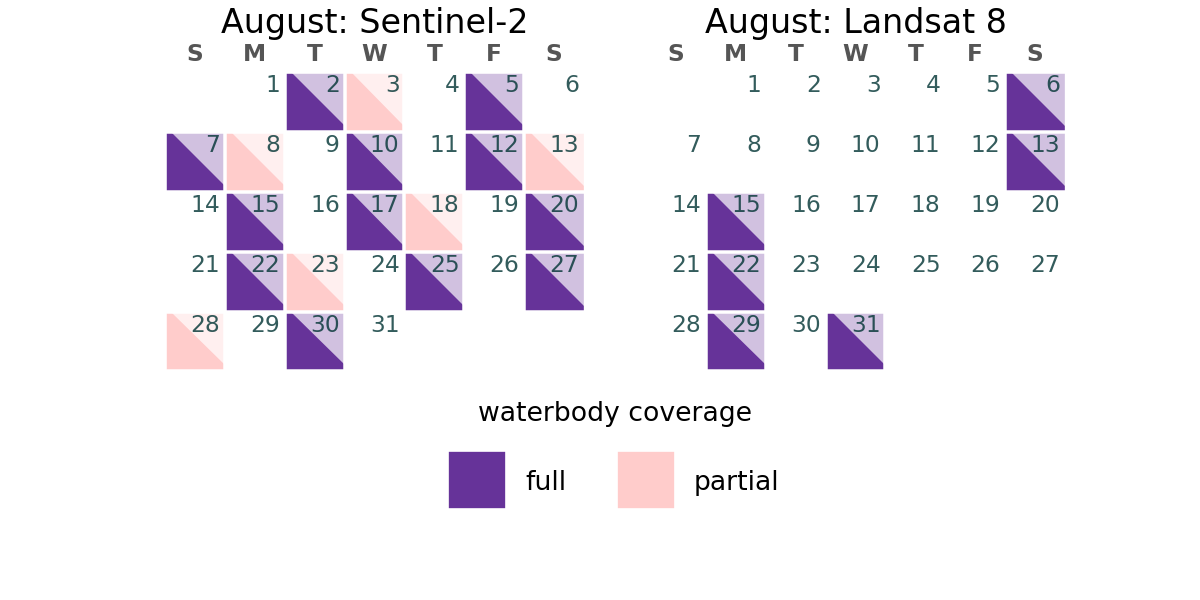 August: Sentinel-2
S M T W T F S
1 2 3 4 5 6
7 8 9 10 11 12 13
14 15 16 17 18 19 20
21 22 23 24 25 26 27
28 29 30 31
August: Landsat 8
S M T W T F S
1 2 3 4 5 6
7 8 9 10 11 12 13
14 15 16 17 18 19 20
21 22 23 24 25 26 27
28 29 30 31
waterbody coverage
full partial